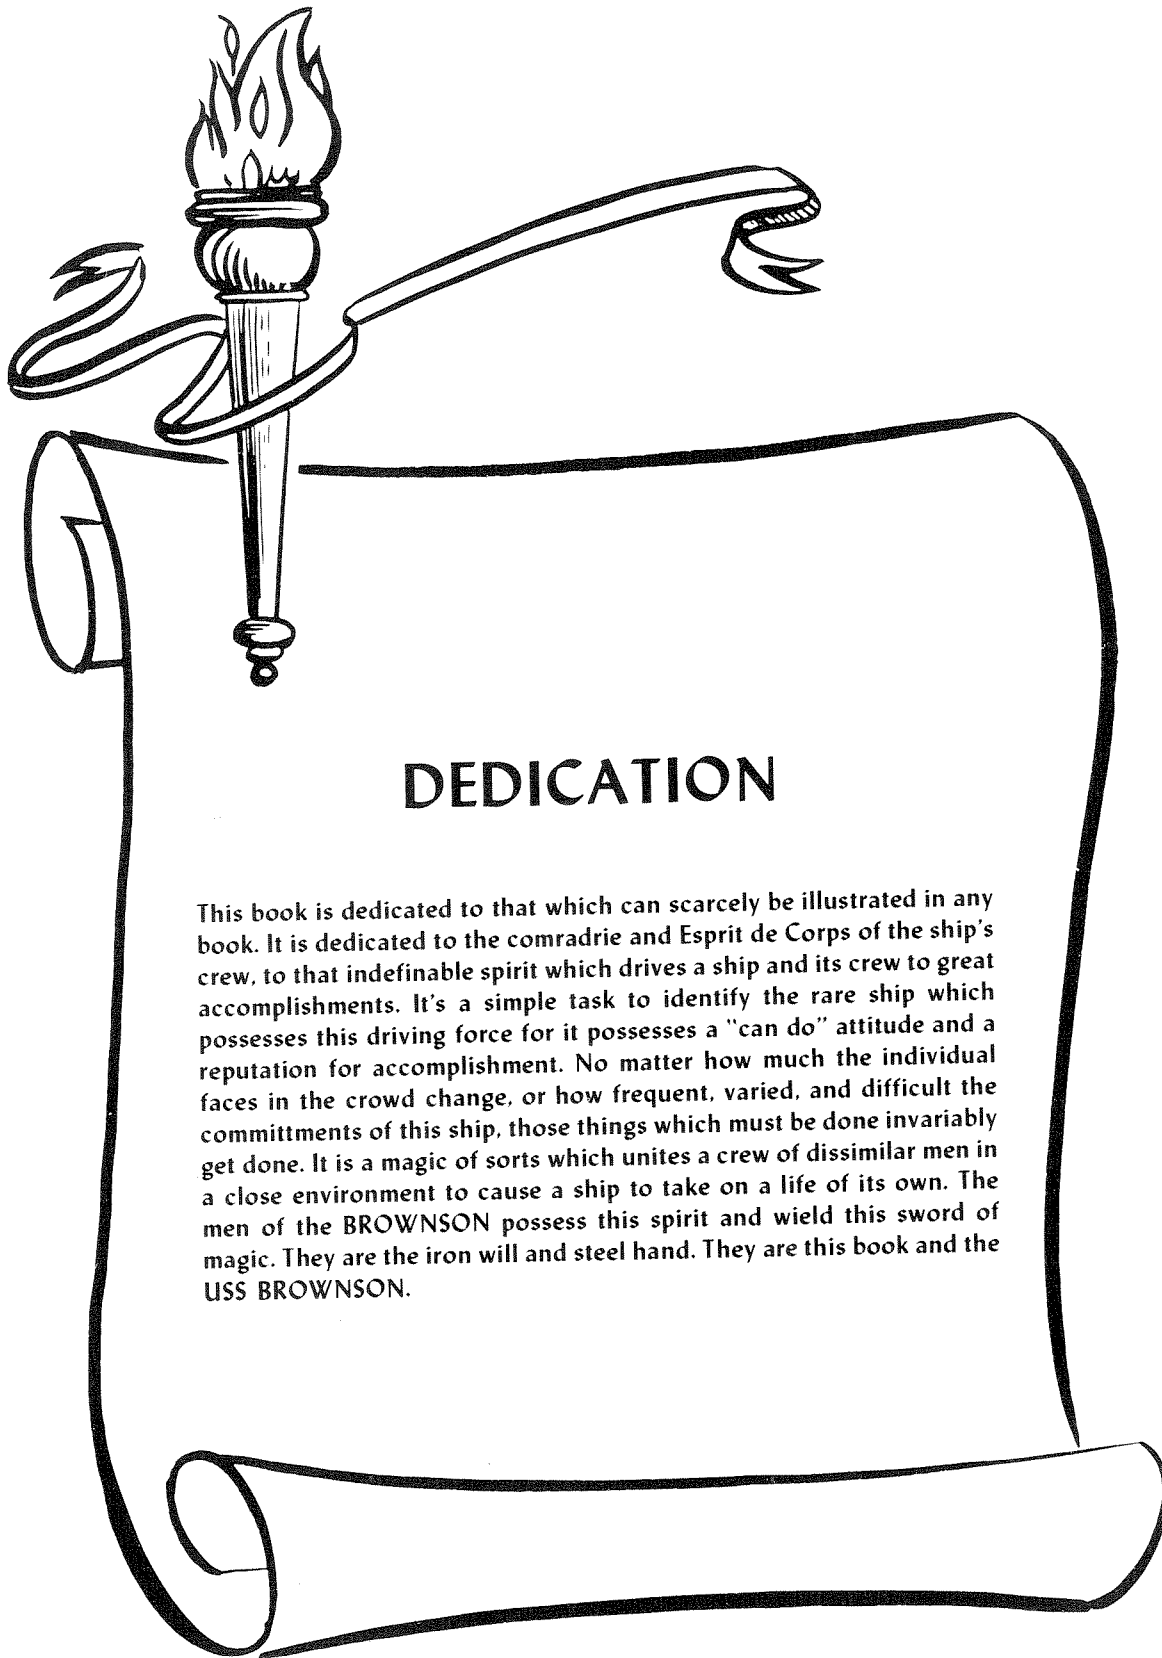 DEDICATION
This book is dedicated to that which can scarcely be illustrated in any
book. It is dedicated to the comradrie and Esprit de Corps of the ship's
crew, to that indefinable spirit which drives a ship and its crew to great
accomplishments. It's a simple task to identify the rare ship which
possesses this driving force for it possesses a "can do" attitude and a
reputation for accomplishment. No matter how much the individual
faces in the crowd change, or how frequent, varied, and difficult the
committments of this ship, those things which must be done invariably
get done. It is a magic of sorts which unites a crew of dissimilar men in
a close environment to cause a ship to take on a life of its own. The
men of the BROWNSON possess this spirit and wield this sword of
magic. They are the iron will and steel hand. They are this book and the
USS BROWNSON.